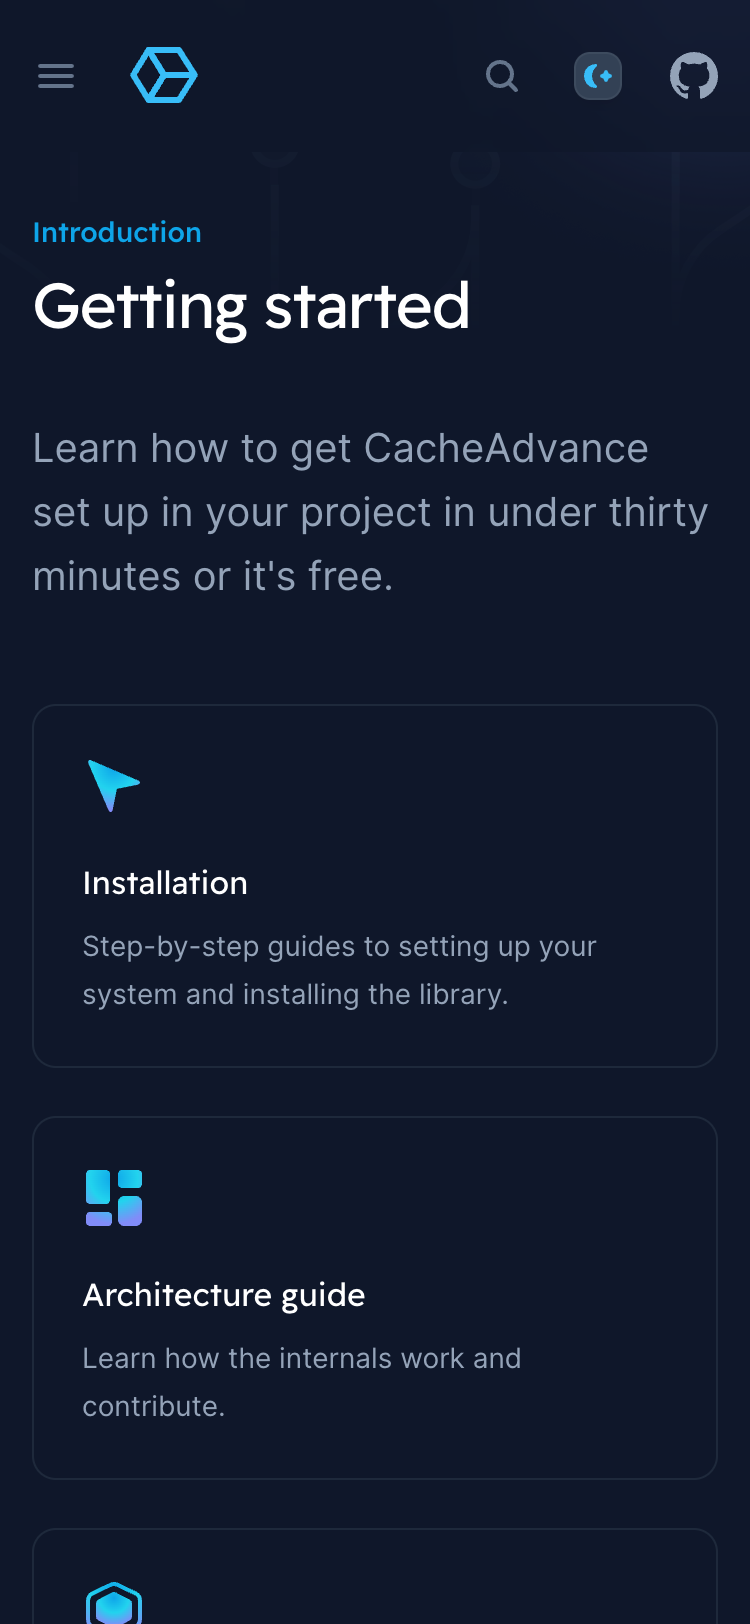 Introduction
Getting started
Learn how to get CacheAdvance
set up in your project in under thirty
minutes or it's free.
Installation
Step-by-step guides to setting up your
system and installing the library.
Architecture guide
Learn how the internals work and
contribute.